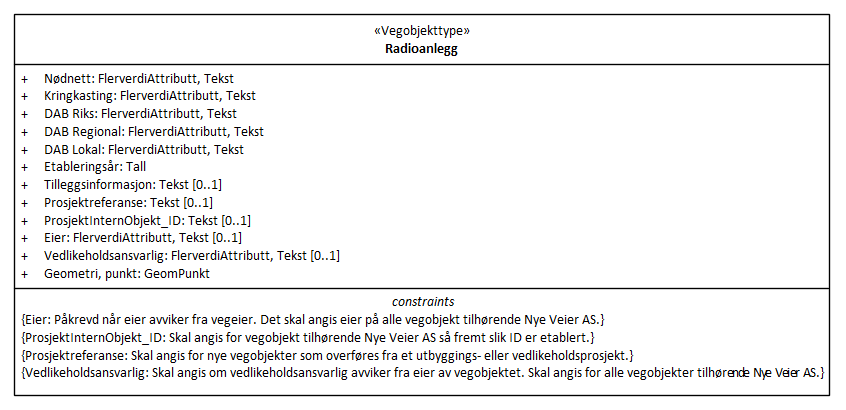 «Vegobjekttype»
Radioanlegg
+ Nødnett: FlerverdiAttributt, Tekst
+ Kringkasting: FlerverdiAttributt, Tekst
+ DAB Riks: FlerverdiAttributt, Tekst
+ DAB Regional: FlerverdiAttributt, Tekst
+ DAB Lokal: FlerverdiAttributt, Tekst
+ Etableringsår: Tall
+ Tilleggsinformasjon: Tekst [0..1]
+ Prosjektreferanse: Tekst [0..1]
+ ProsjektInternObjekt_ID: Tekst [0..1]
+ Eier: FlerverdiAttributt, Tekst [0..1]
+ Vedlikeholdsansvarlig: FlerverdiAttributt, Tekst [0..1]
+ Geometri, punkt: GeomPunkt
constraints
{Eier: Påkrevd når eier avviker fra vegeier. Det skal angis eier på alle vegobjekt tilhørende Nye Veier AS.}
{ProsjektInternObjekt_ID: Skal angis for vegobjekt tilhørende Nye Veier AS så fremt slik ID er etablert.}
{Prosjektreferanse: Skal angis for nye vegobjekter som overføres fra et utbyggings- eller vedlikeholdsprosjekt.}
{Vedlikeholdsansvarlig: Skal angis om vedlikeholdsansvarlig avviker fra eier av vegobjektet. Skal angis for alle vegobjekter tilhørende Nye Veier AS.}